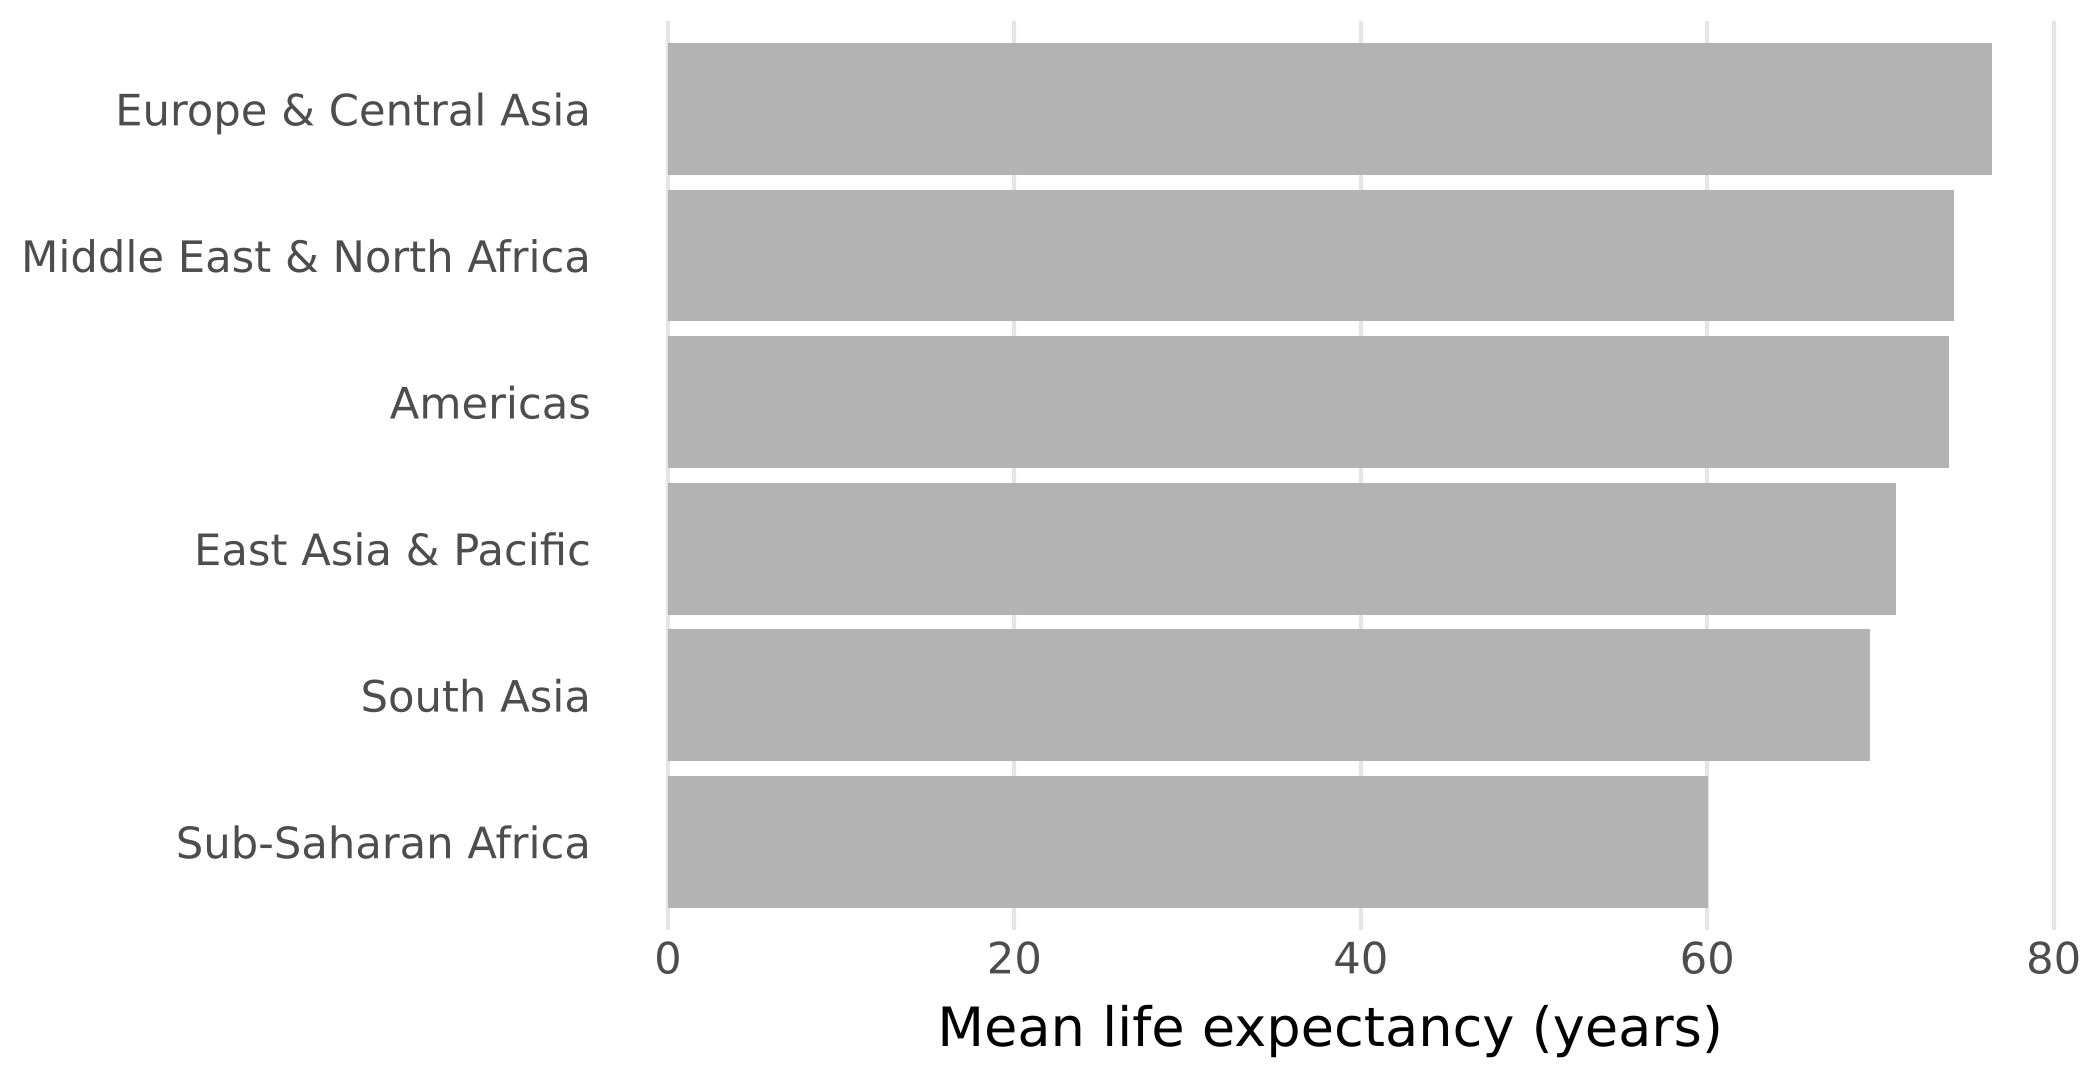 Europe & Central Asia
Middle East & North Africa
Americas
East Asia & Pacific
South Asia
Sub-Saharan Africa
0 20 40 60 80
Mean life expectancy (years)